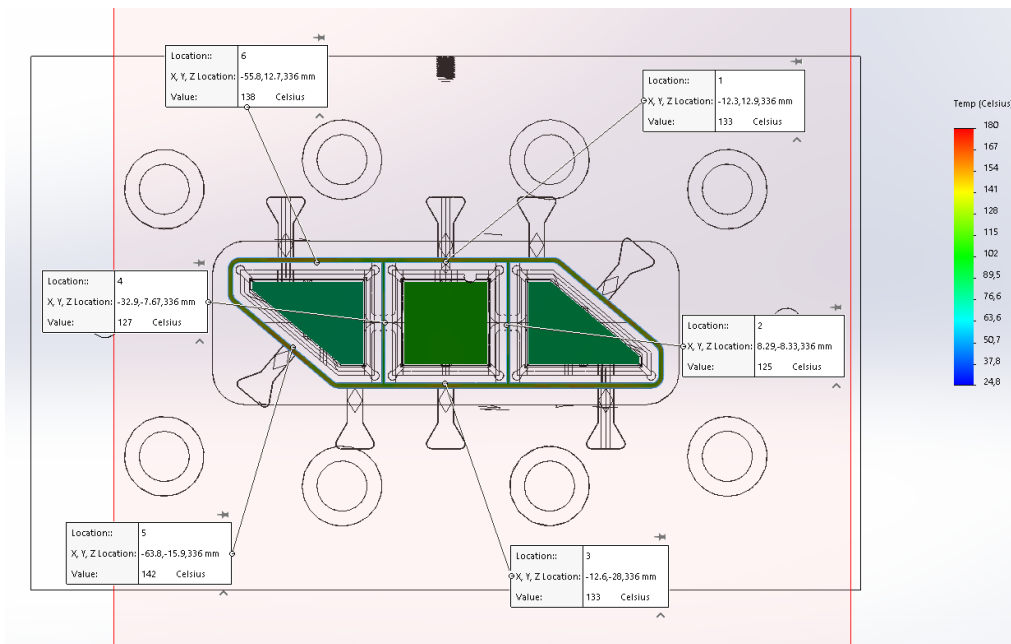 Location:: 6
X, Y, Z Location: -55.8,12.7,336 mm
Value: 138 Celsius
Location:: 1
X, Y, Z Location: -12.3,12.9,336 mm
Value: 133 Celsius
Temp (Celsius)
180
167
154
141
128
115
102
89,5
76,6
63,6
50,7
37,8
24,8
Location:: 4
X, Y, Z Location: -32.9,-7.67,336 mm
Value: 127 Celsius
Location:: 2
X, Y, Z Location: 8.29,-8.33,336 mm
Value: 125 Celsius
Location:: 5
X, Y, Z Location: -63.8,-15.9,336 mm
Value: 142 Celsius
Location:: 3
X, Y, Z Location: -12.6,-28,336 mm
Value: 133 Celsius